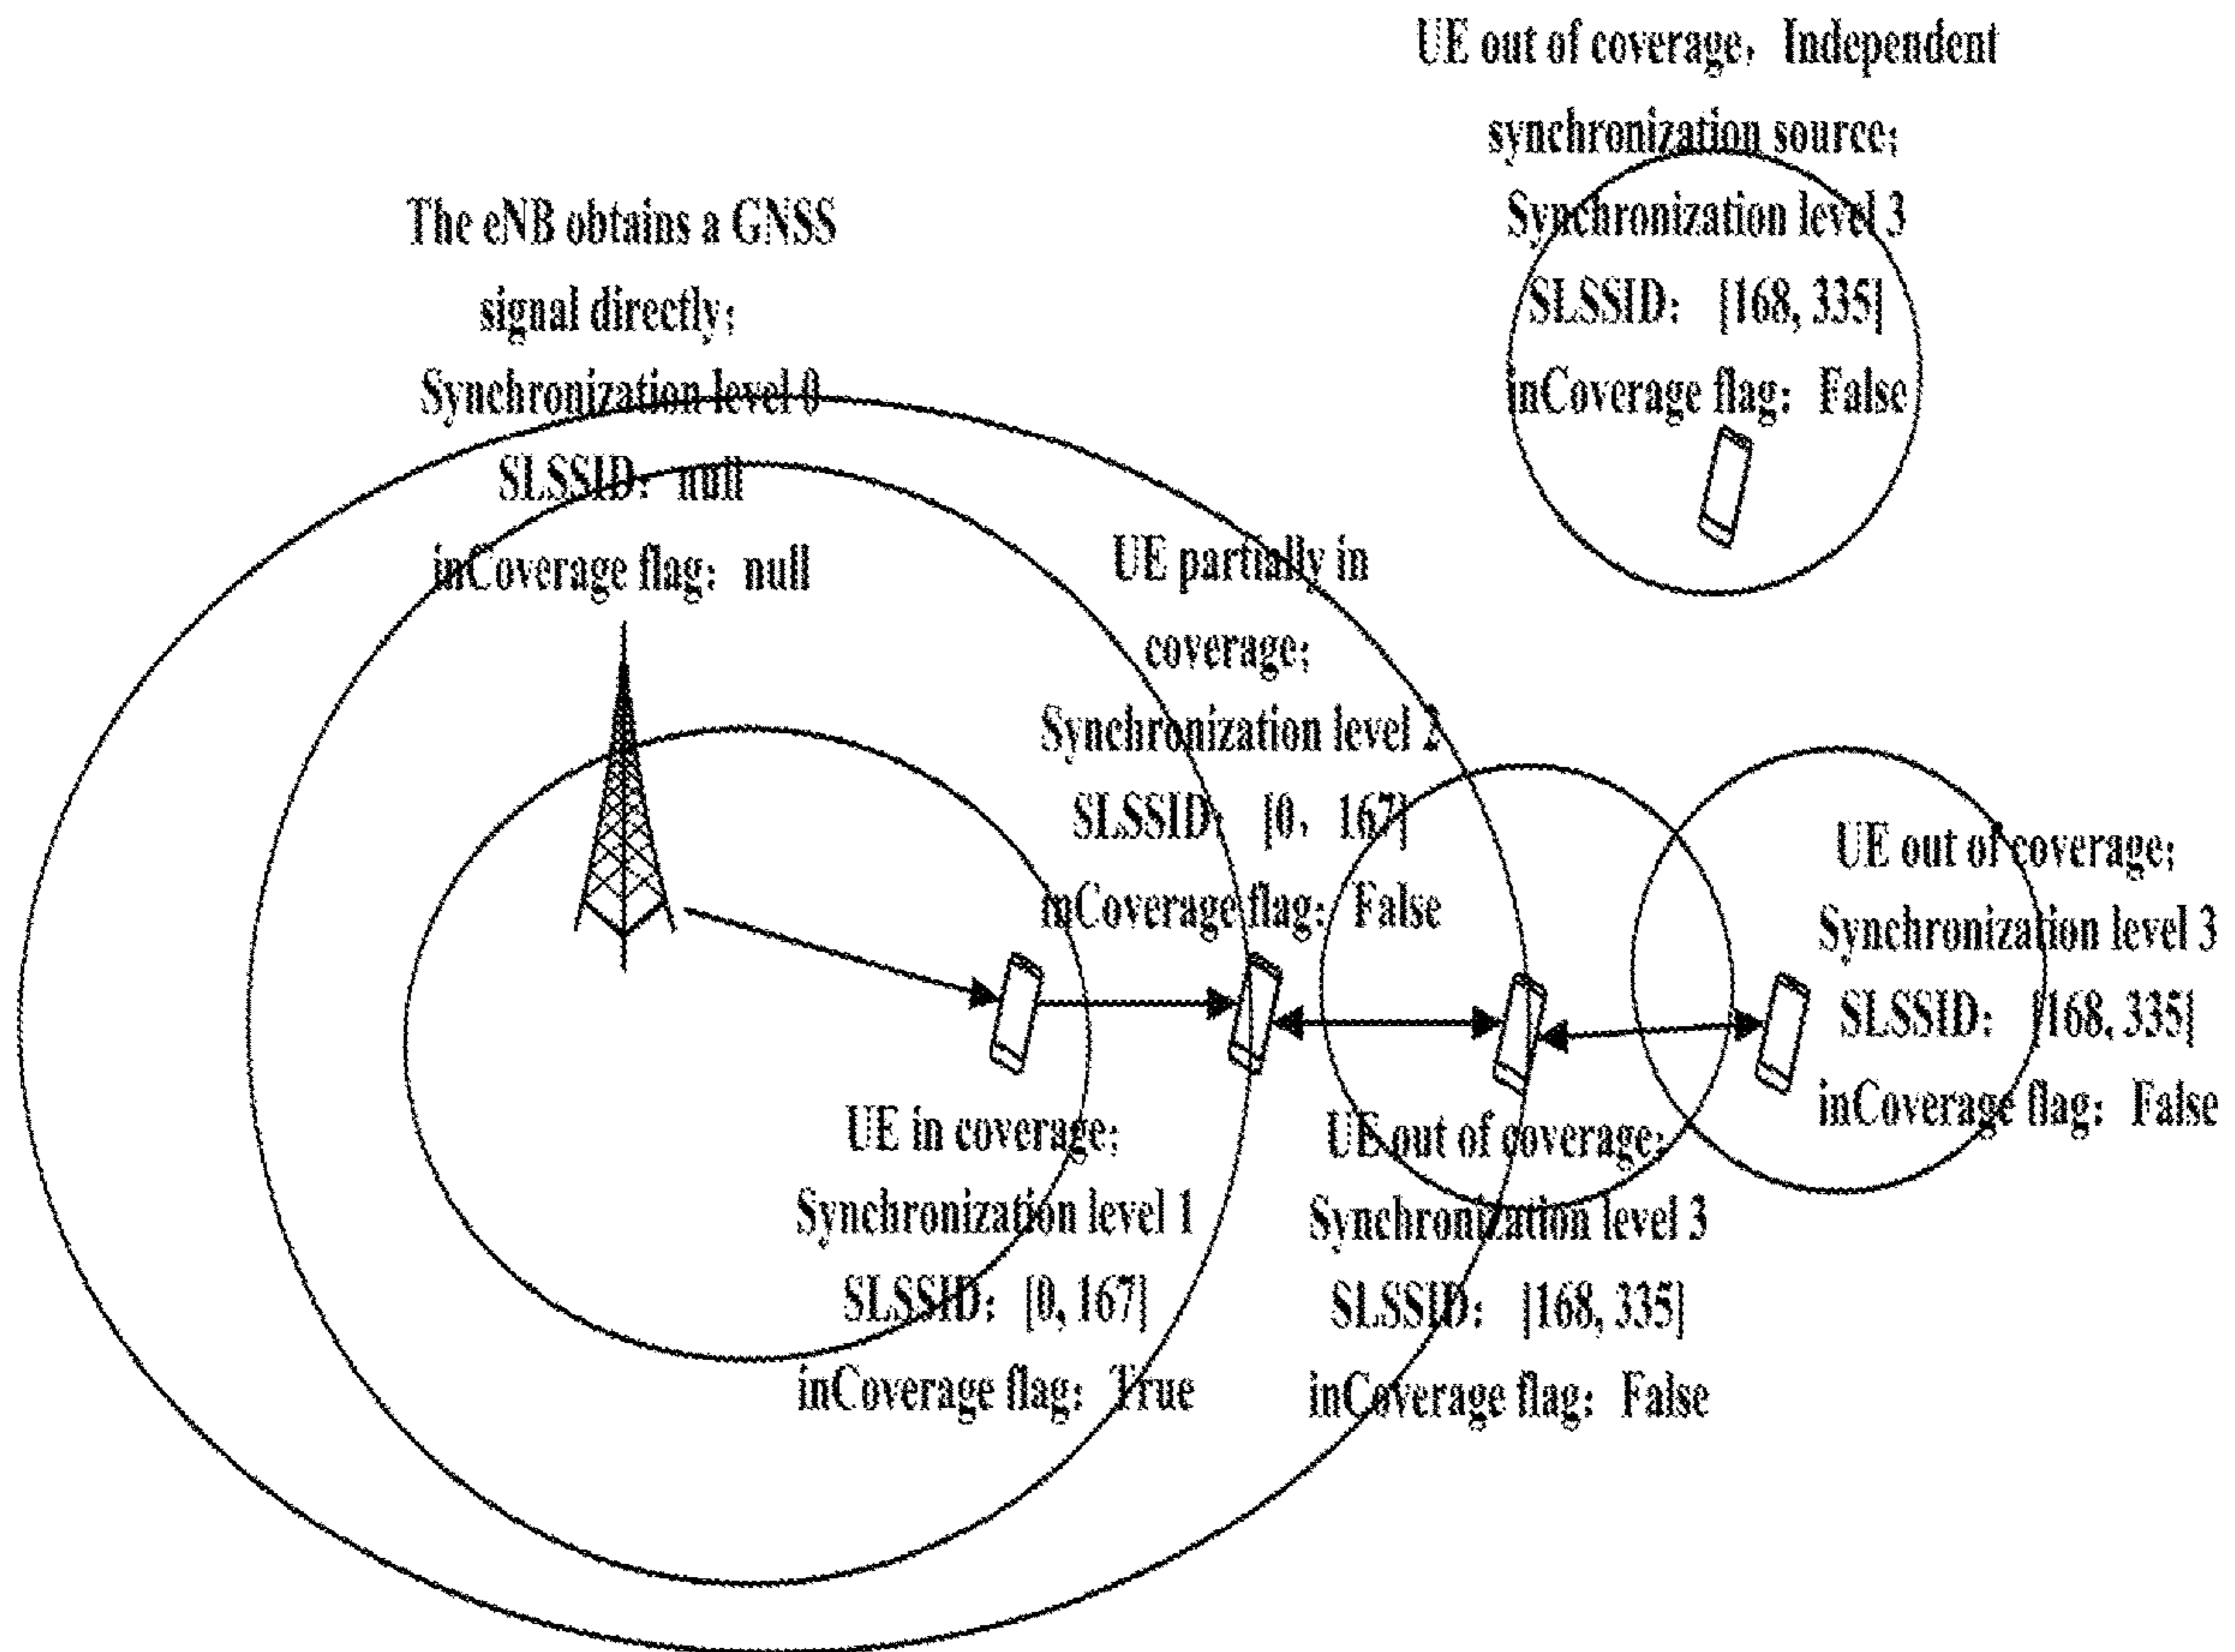 UE out of coverage, Independent
synchronization source;
Synchronization level 3
SLSSID: [168, 335]
inCoverage flag: False
The eNB obtains a GNSS
signal directly;
Synchronization level 0
SLSSID: null
inCoverage flag: null
UE partially in
coverage;
Synchronization level 2
SLSSID: [0, 167]
inCoverage flag: False
UE out of coverage;
Synchronization level 3
SLSSID: [168, 335]
inCoverage flag: False
UE in coverage;
Synchronization level 1
SLSSID: [0, 167]
inCoverage flag: True
UE out of coverage;
Synchronization level 3
SLSSID: [168, 335]
inCoverage flag: False